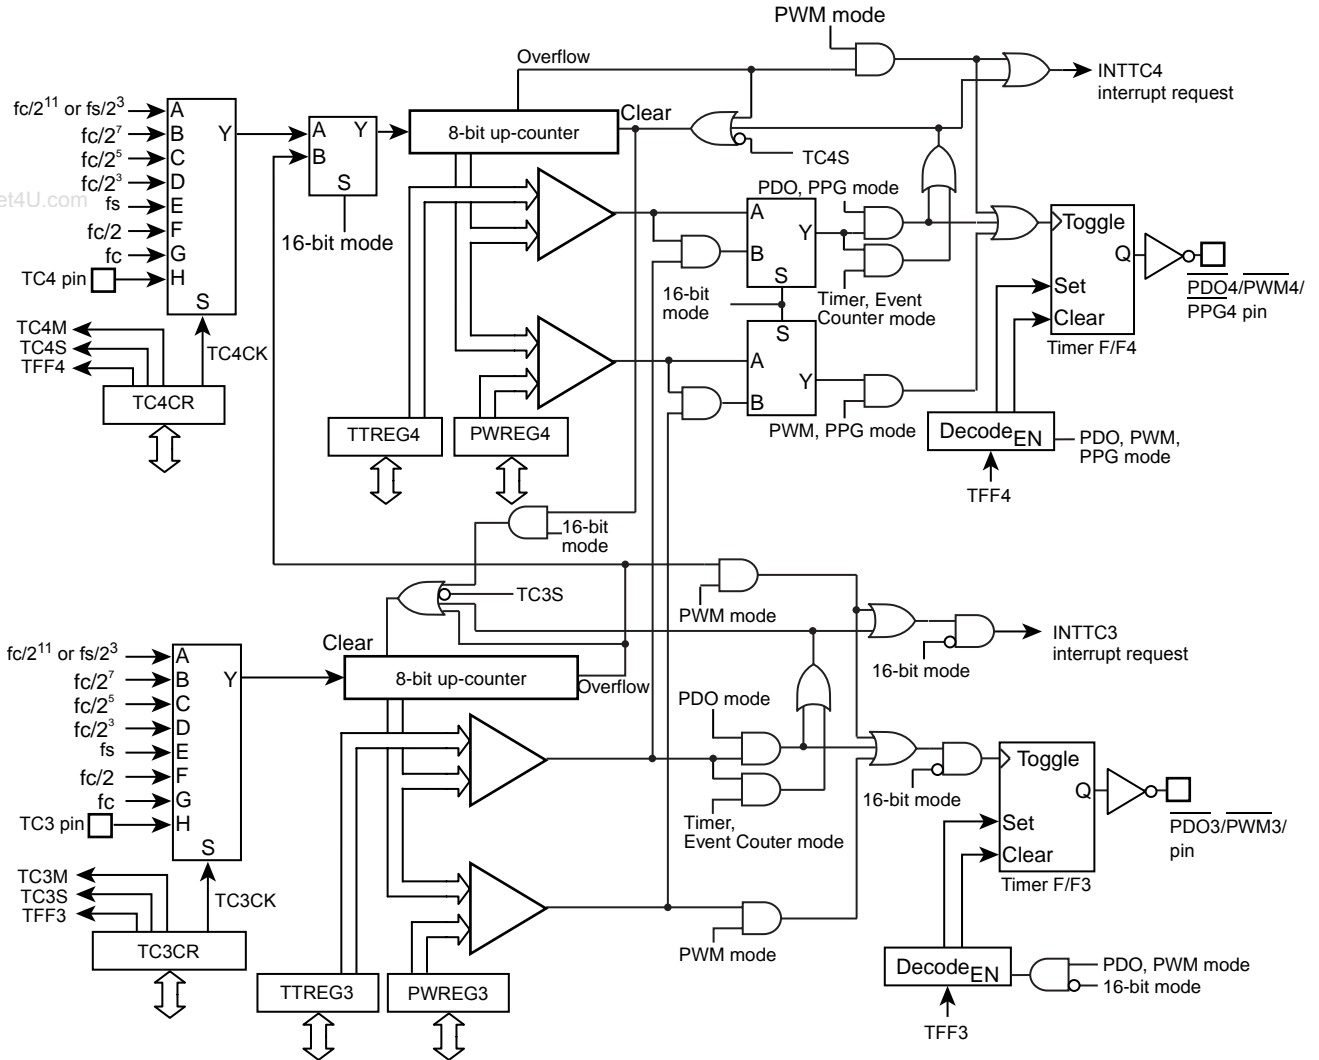 PWM mode
Overflow
INTTC4
interrupt request
fc/2¹¹ or fs/2³
fc/2⁷
fc/2⁵
fc/2³
fs
fc/2
fc
TC4 pin
A
B
C
D
E
F
G
H
Y
S
A
B
Y
S
16-bit mode
8-bit up-counter
Clear
TC4S
et4U.com
PDO, PPG mode
A
B
Y
S
16-bit
mode
Timer, Event
Counter mode
S
A
B
Y
PWM, PPG mode
Toggle
Q
Set
Clear
Timer F/F4
PDO4/PWM4/
PPG4 pin
TC4M
TC4S
TFF4
TC4CK
TC4CR
TTREG4
PWREG4
Decode EN
PDO, PWM,
PPG mode
TFF4
16-bit
mode
TC3S
PWM mode
INTTC3
interrupt request
16-bit mode
Clear
8-bit up-counter
Overflow
fc/2¹¹ or fs/2³
fc/2⁷
fc/2⁵
fc/2³
fs
fc/2
fc
TC3 pin
A
B
C
D
E
F
G
H
Y
S
PDO mode
Timer,
Event Couter mode
16-bit mode
Toggle
Q
Set
Clear
Timer F/F3
PDO3/PWM3/
pin
TC3M
TC3S
TFF3
TC3CK
TC3CR
PWM mode
TTREG3
PWREG3
Decode EN
PDO, PWM mode
16-bit mode
TFF3